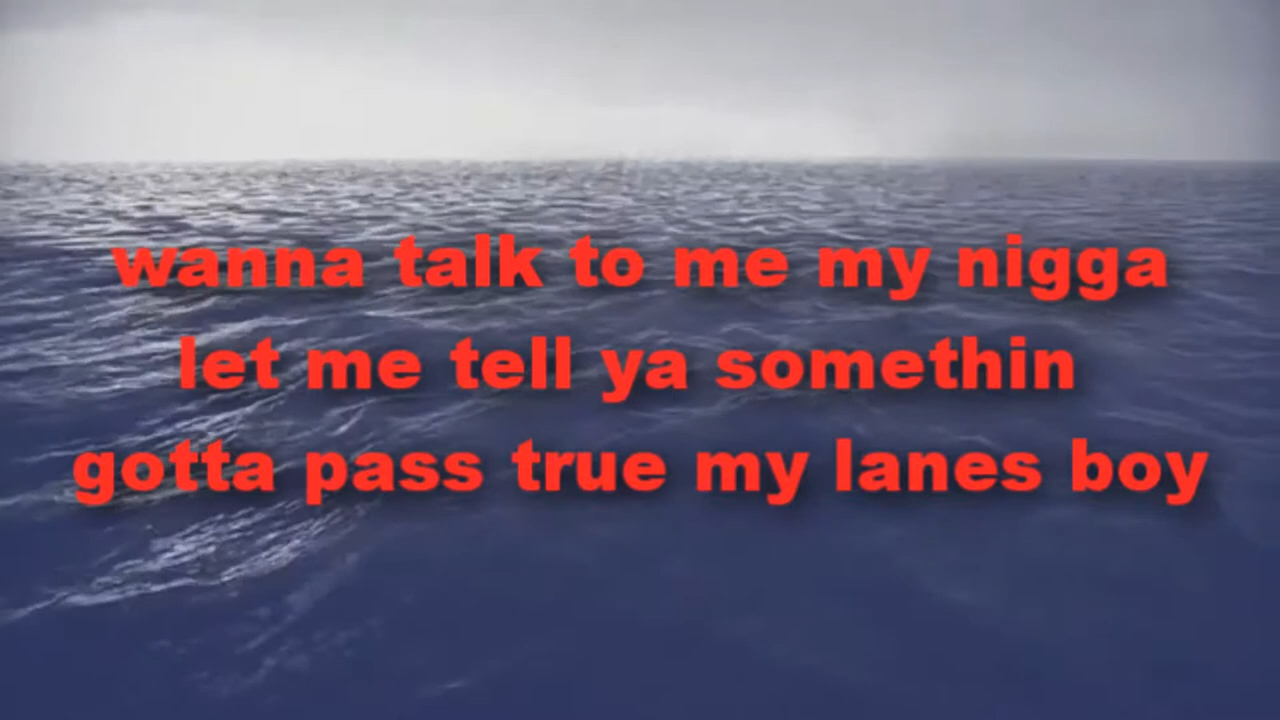 wanna talk to me my nigga
let me tell ya somethin
gotta pass true my lanes boy